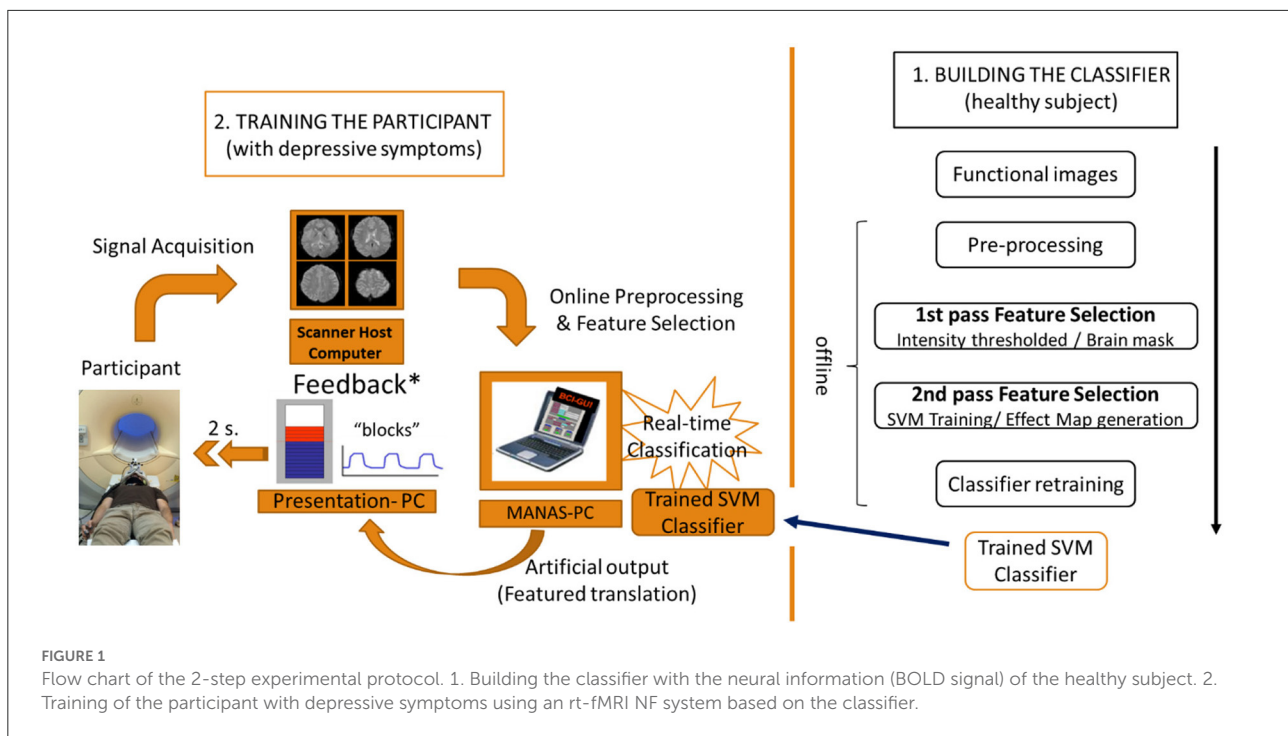 2. TRAINING THE PARTICIPANT
(with depressive symptoms)
Signal Acquisition
Scanner Host
Computer
Online Preprocessing
& Feature Selection
Participant
2 s.
Feedback*
"blocks"
Presentation- PC
BCI-GUI
MANAS-PC
Real-time
Classification
Trained SVM
Classifier
Artificial output
(Featured translation)
1. BUILDING THE CLASSIFIER
(healthy subject)
Functional images
offline
Pre-processing
1st pass Feature Selection
Intensity thresholded / Brain mask
2nd pass Feature Selection
SVM Training/ Effect Map generation
Classifier retraining
Trained SVM
Classifier
FIGURE 1
Flow chart of the 2-step experimental protocol. 1. Building the classifier with the neural information (BOLD signal) of the healthy subject. 2.
Training of the participant with depressive symptoms using an rt-fMRI NF system based on the classifier.